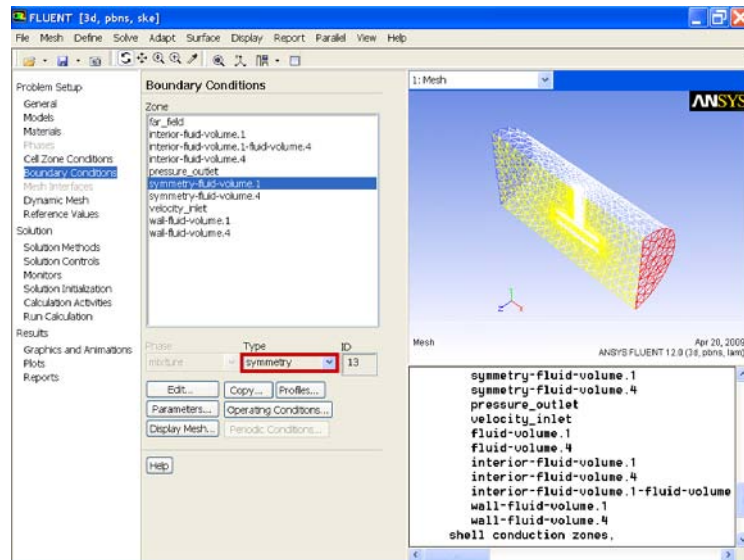 FLUENT [3d, pbns, ske]
File Mesh Define Solve Adapt Surface Display Report Parallel View Help
Problem Setup
General
Models
Materials
Phases
Cell Zone Conditions
Boundary Conditions
Mesh Interfaces
Dynamic Mesh
Reference Values
Solution
Solution Methods
Solution Controls
Monitors
Solution Initialization
Calculation Activities
Run Calculation
Results
Graphics and Animations
Plots
Reports
Boundary Conditions
Zone
far_field
interior-fluid-volume.1
interior-fluid-volume.1-fluid-volume.4
interior-fluid-volume.4
pressure_outlet
symmetry-fluid-volume.1
symmetry-fluid-volume.4
velocity_inlet
wall-fluid-volume.1
wall-fluid-volume.4
Phase Type ID
mixture symmetry 13
Edit... Copy... Profiles...
Parameters... Operating Conditions...
Display Mesh... Periodic Conditions...
Help
1: Mesh
ANSYS
Y
X
Z
Mesh Apr 20, 2009
ANSYS FLUENT 12.0 (3d, pbns, lam)
symmetry-fluid-volume.1
symmetry-fluid-volume.4
pressure_outlet
velocity_inlet
fluid-volume.1
fluid-volume.4
interior-fluid-volume.1
interior-fluid-volume.4
interior-fluid-volume.1-fluid-volume
wall-fluid-volume.1
wall-fluid-volume.4
shell conduction zones,